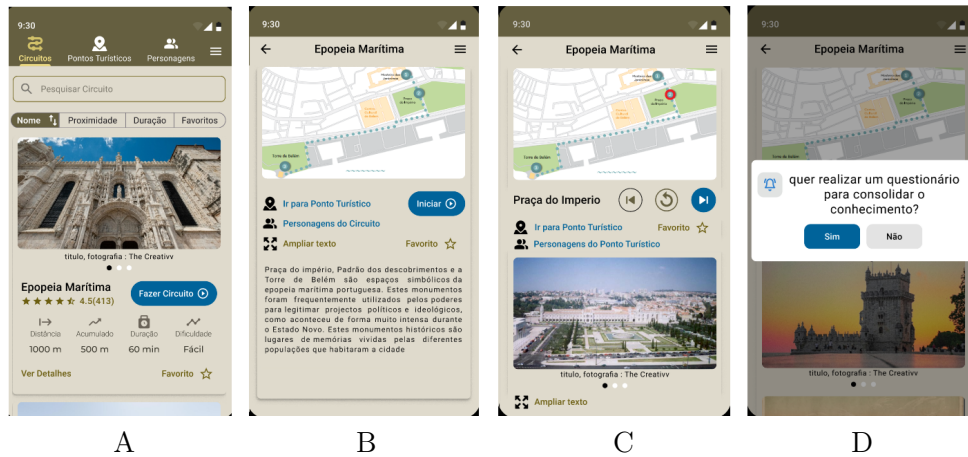 9:30
Circuitos Pontos Turísticos Personagens
Pesquisar Circuito
Nome Proximidade Duração Favoritos
titulo, fotografia : The Creativv
Epopeia Marítima
4.5(413)
Fazer Circuito
Distância Acumulado Duração Dificuldade
1000 m 500 m 60 min Fácil
Ver Detalhes Favorito
A
9:30
Epopeia Marítima
Torre de Belém
Ir para Ponto Turístico
Iniciar
Personagens do Circuito
Ampliar texto Favorito
Praça do império, Padrão dos descobrimentos e a
Torre de Belém são espaços simbólicos da
epopeia marítima portuguesa. Estes monumentos
foram frequentemente utilizados pelos poderes
para legitimar projectos politicos e ideológicos,
como aconteceu de forma muito intensa durante
o Estado Novo. Estes monumentos históricos são
lugares de memórias vividas pelas diferentes
populações que habitaram a cidade
B
9:30
Epopeia Marítima
Torre de Belém
Praça do Imperio
Ir para Ponto Turístico Favorito
Personagens do Ponto Turístico
titulo, fotografia : The Creativv
Ampliar texto
C
9:30
Epopeia Marítima
Torre de Belém
quer realizar um questionário
para consolidar o
conhecimento?
Sim Não
titulo, fotografia : The Creativv
D